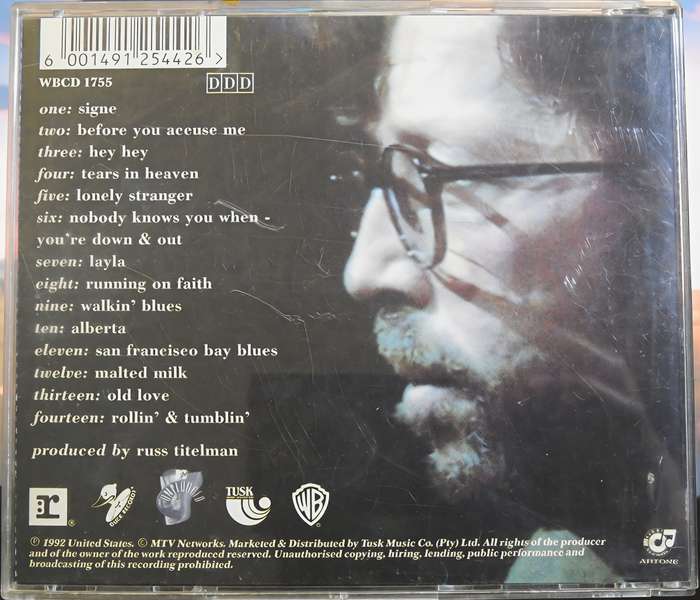 6 001491 254426 >
WBCD 1755
DDD
one: signe
two: before you accuse me
three: hey hey
four: tears in heaven
five: lonely stranger
six: nobody knows you when -
you're down & out
seven: layla
eight: running on faith
nine: walkin' blues
ten: alberta
eleven: san francisco bay blues
twelve: malted milk
thirteen: old love
fourteen: rollin' & tumblin'
produced by russ titelman
r
DUCK RECORDS
UNPLUGGED
TUSK
MUSIC
WB
℗ 1992 United States. © MTV Networks. Marketed & Distributed by Tusk Music Co. (Pty) Ltd. All rights of the producer
and of the owner of the work reproduced reserved. Unauthorised copying, hiring, lending, public performance and
broadcasting of this recording prohibited.
ARTONE